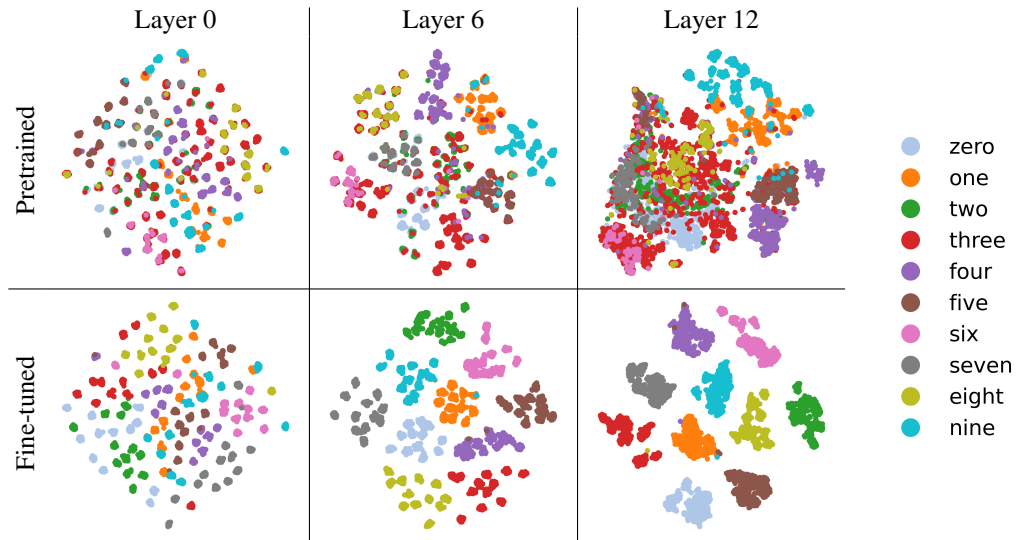 Layer 0
Layer 6
Layer 12
Pretrained
Fine-tuned
zero
one
two
three
four
five
six
seven
eight
nine